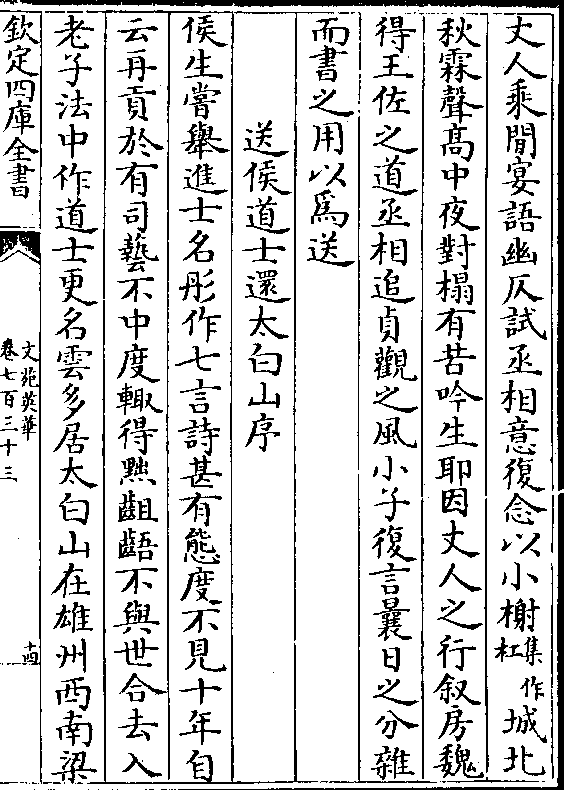 丈人乘間宴語幽仄試丞相意復念以小榭集作杠城北
秋霖聲髙中夜對榻有苦吟生耶因丈人之行叙房魏
得王佐之道丞相追貞觀之風小子復言曩日之分雜
而書之用以爲送
送侯道士還太白山序
侯生嘗舉進士名彤作七言詩甚有態度不見十年自
云再貢於有司藝不中度輙得黜齟齬不與世合去入
老子法中作道士更名雲多居太白山在雄州西南梁
欽定四庫全書
文苑英華
卷七百三十三
十四